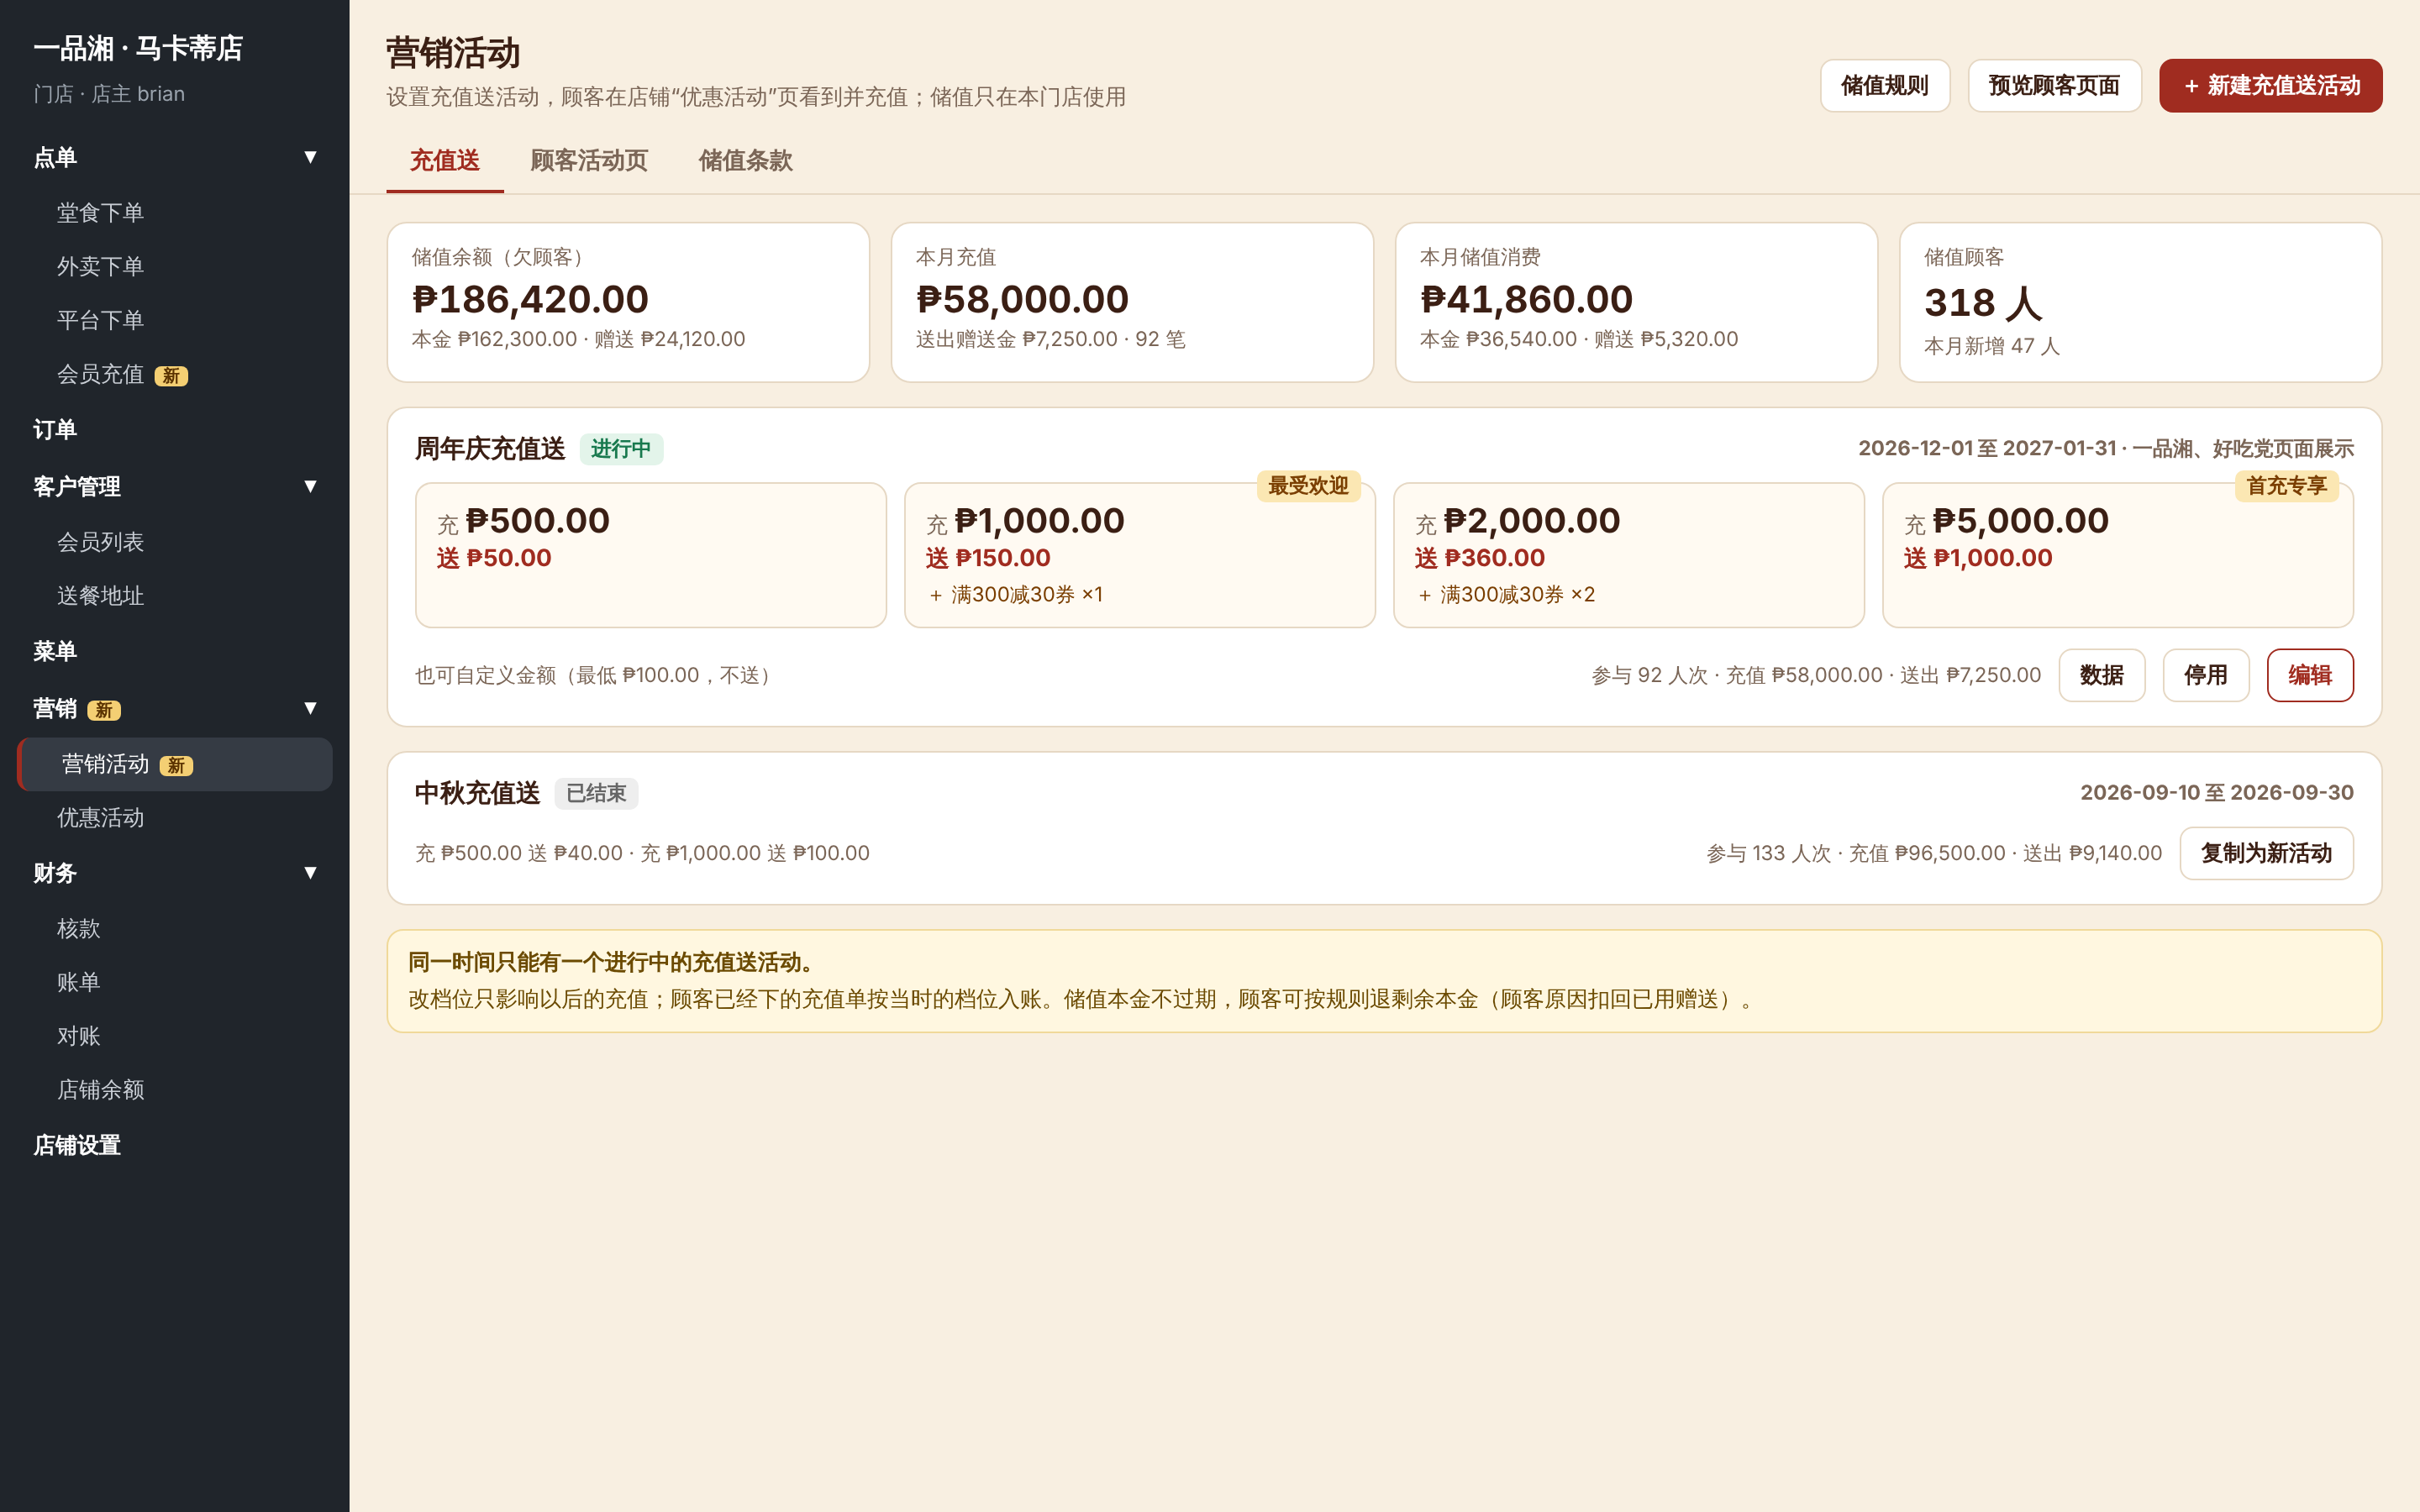 一品湘 · 马卡蒂店
门店 · 店主 brian
点单 ▼
堂食下单
外卖下单
平台下单
会员充值 新
订单
客户管理 ▼
会员列表
送餐地址
菜单
营销 新 ▼
营销活动 新
优惠活动
财务 ▼
核款
账单
对账
店铺余额
店铺设置
营销活动
设置充值送活动，顾客在店铺“优惠活动”页看到并充值；储值只在本门店使用
储值规则
预览顾客页面
+ 新建充值送活动
充值送
顾客活动页
储值条款
储值余额（欠顾客）
₱186,420.00
本金 ₱162,300.00 · 赠送 ₱24,120.00
本月充值
₱58,000.00
送出赠送金 ₱7,250.00 · 92 笔
本月储值消费
₱41,860.00
本金 ₱36,540.00 · 赠送 ₱5,320.00
储值顾客
318 人
本月新增 47 人
周年庆充值送 进行中
2026-12-01 至 2027-01-31 · 一品湘、好吃党页面展示
充 ₱500.00
送 ₱50.00
最受欢迎
充 ₱1,000.00
送 ₱150.00
+ 满300减30券 ×1
充 ₱2,000.00
送 ₱360.00
+ 满300减30券 ×2
首充专享
充 ₱5,000.00
送 ₱1,000.00
也可自定义金额（最低 ₱100.00，不送）
参与 92 人次 · 充值 ₱58,000.00 · 送出 ₱7,250.00
数据
停用
编辑
中秋充值送 已结束
2026-09-10 至 2026-09-30
充 ₱500.00 送 ₱40.00 · 充 ₱1,000.00 送 ₱100.00
参与 133 人次 · 充值 ₱96,500.00 · 送出 ₱9,140.00
复制为新活动
同一时间只能有一个进行中的充值送活动。
改档位只影响以后的充值；顾客已经下的充值单按当时的档位入账。储值本金不过期，顾客可按规则退剩余本金（顾客原因扣回已用赠送）。